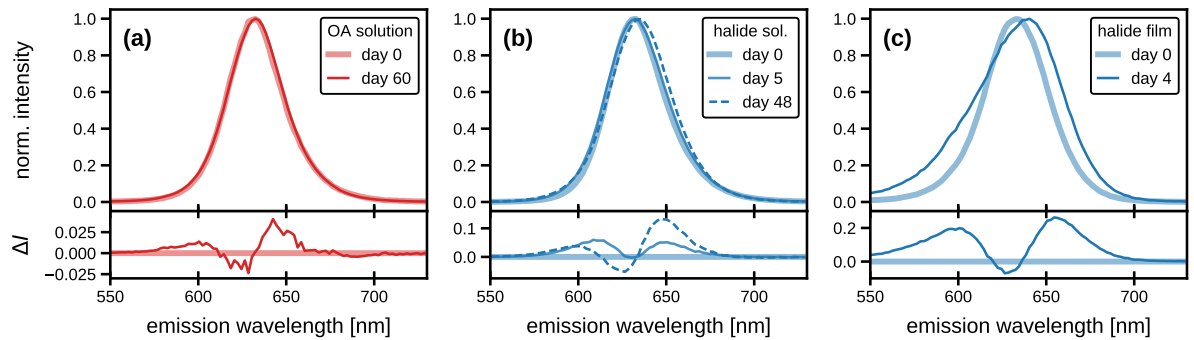 (a)
OA solution
day 0
day 60
norm. intensity
1.0
0.8
0.6
0.4
0.2
0.0
ΔI
0.025
0.000
−0.025
550
600
650
700
emission wavelength [nm]
(b)
halide sol.
day 0
day 5
day 48
1.0
0.8
0.6
0.4
0.2
0.0
0.1
0.0
550
600
650
700
emission wavelength [nm]
(c)
halide film
day 0
day 4
1.0
0.8
0.6
0.4
0.2
0.0
0.2
0.0
550
600
650
700
emission wavelength [nm]